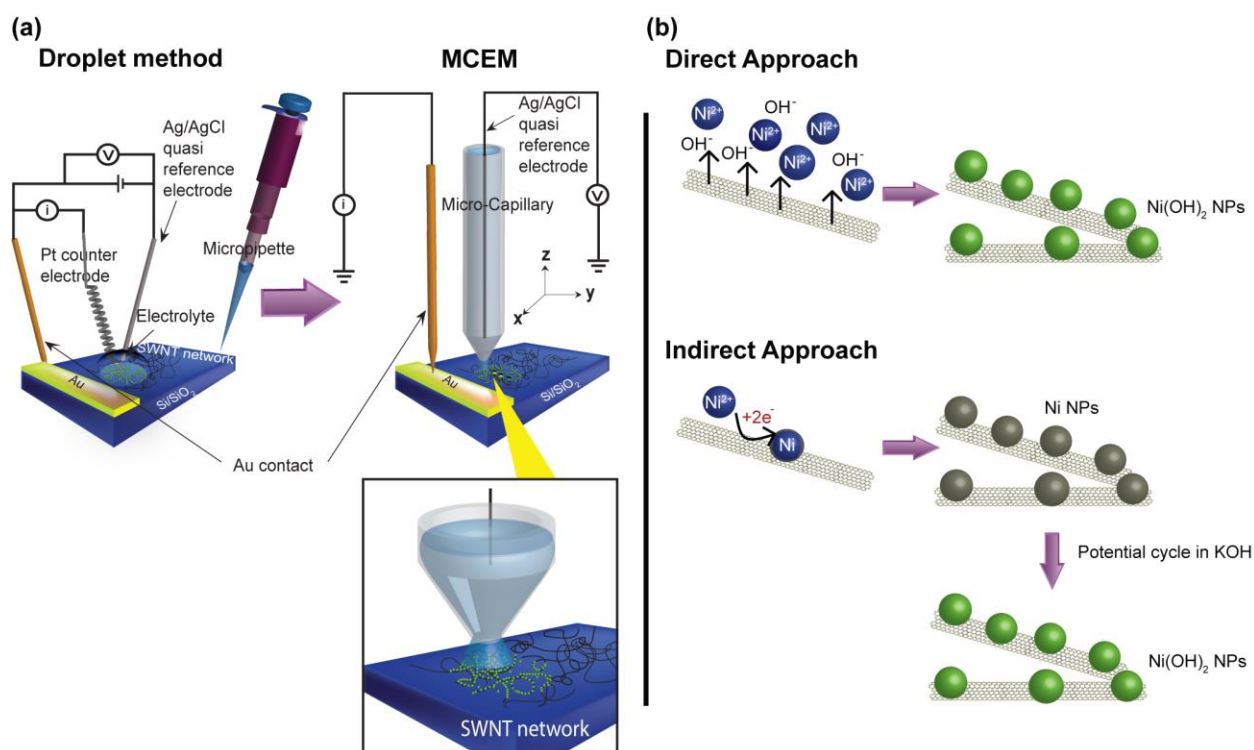 (a)
Droplet method
MCEM
Ag/AgCl
quasi
reference
electrode
V
i
Pt counter
electrode
Micropipette
Electrolyte
SWNT network
Au
Si/SiO2
Ag/AgCl
quasi
reference
electrode
Micro-Capillary
i
V
z
y
x
Au
Si/SiO2
Au contact
SWNT network
(b)
Direct Approach
Ni2+
OH-
Ni2+
Ni2+
OH-
OH-
Ni2+
OH-
Ni2+
Ni(OH)2 NPs
Indirect Approach
Ni2+
+2e-
Ni
Ni NPs
Potential cycle in KOH
Ni(OH)2 NPs